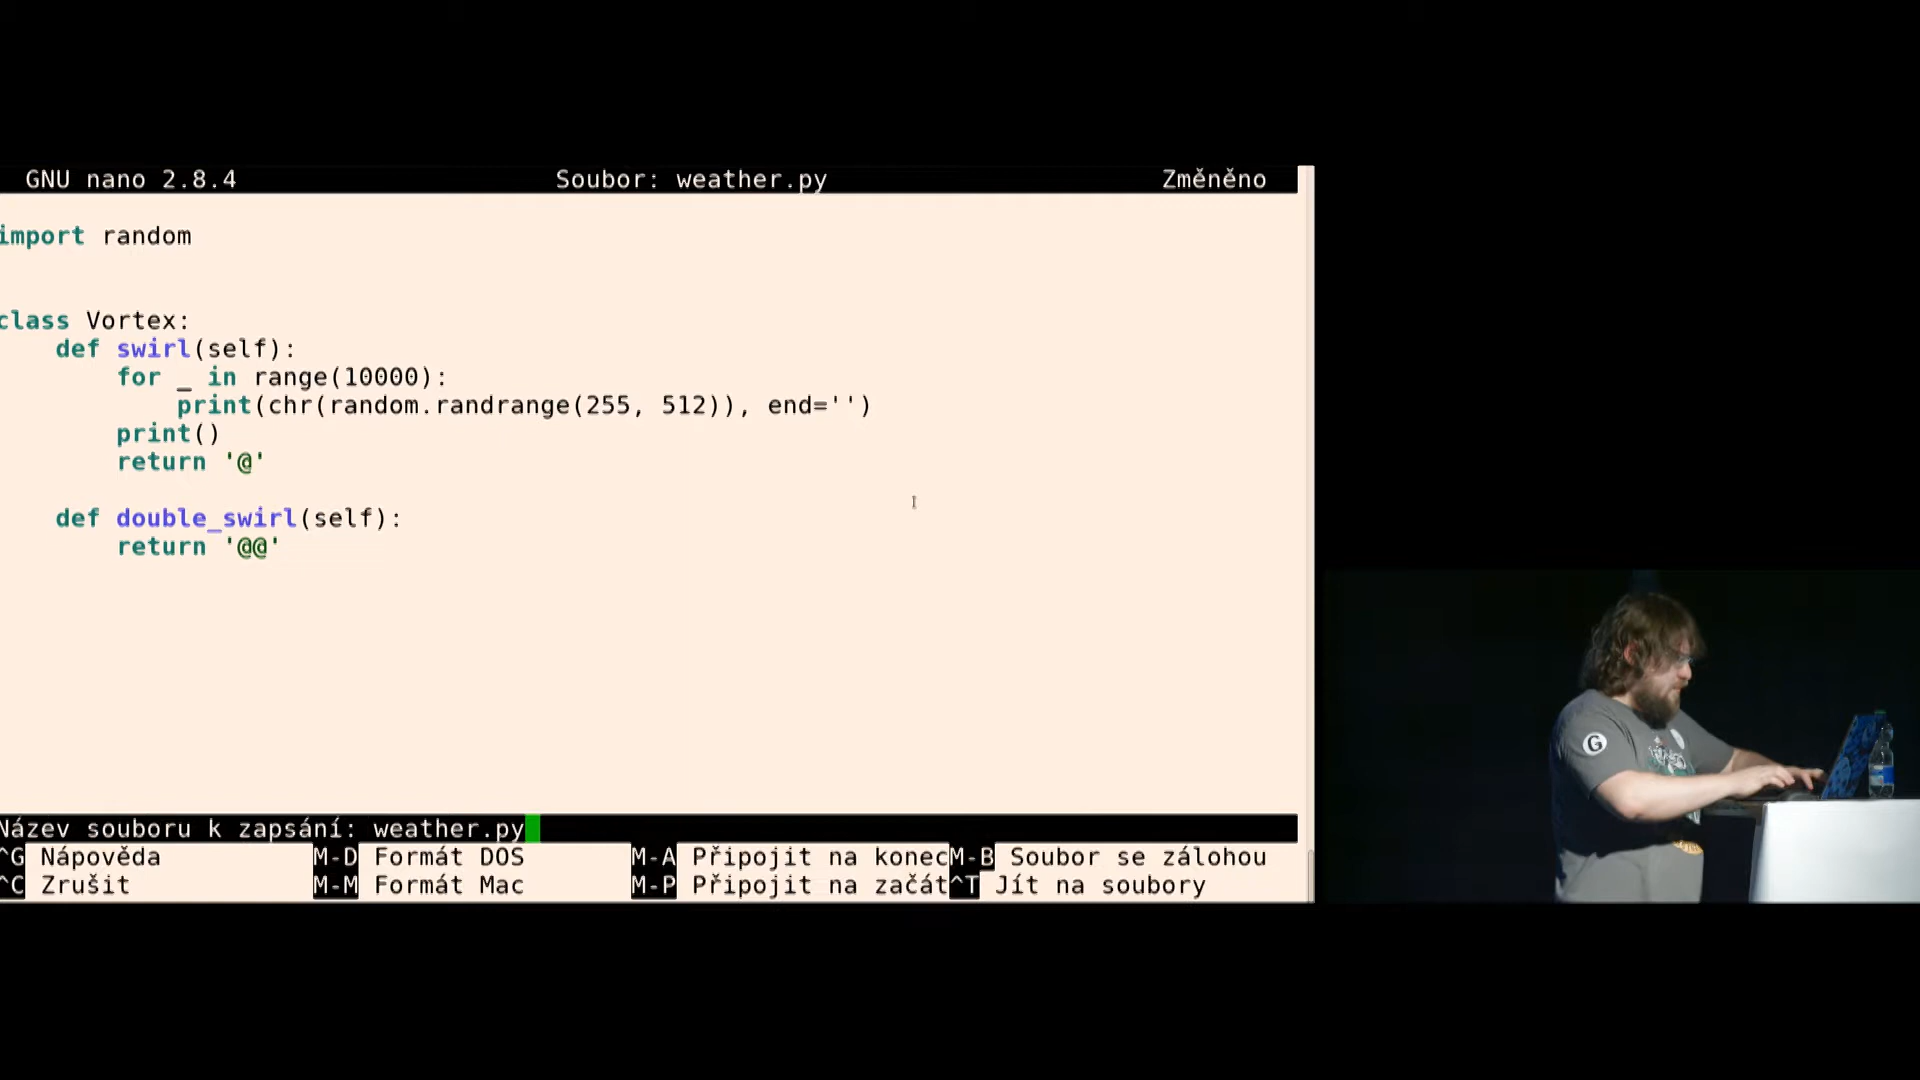 GNU nano 2.8.4 Soubor: weather.py Změněno
import random
class Vortex:
def swirl(self):
for _ in range(10000):
print(chr(random.randrange(255, 512)), end='')
print()
return '@'
def double_swirl(self):
return '@@'
Název souboru k zapsání: weather.py
^G Nápověda M-D Formát DOS M-A Připojit na konec M-B Soubor se zálohou
^C Zrušit M-M Formát Mac M-P Připojit na začát ^T Jít na soubory
G